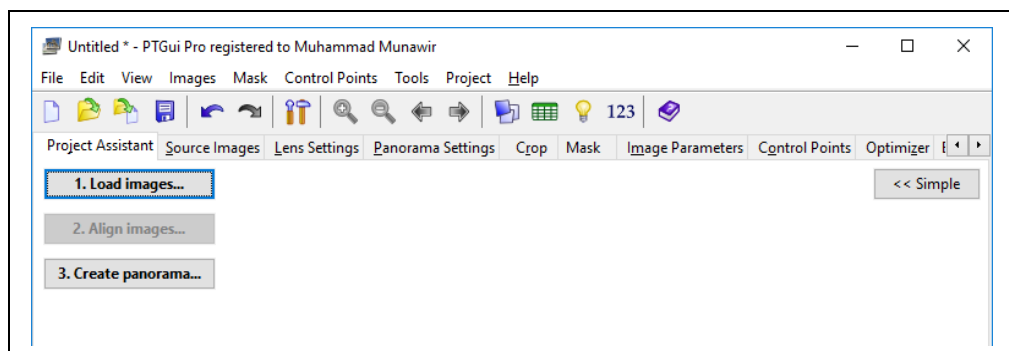 Untitled * - PTGui Pro registered to Muhammad Munawir
File Edit View Images Mask Control Points Tools Project Help
123
Project Assistant Source Images Lens Settings Panorama Settings Crop Mask Image Parameters Control Points Optimizer
1. Load images... << Simple
2. Align images...
3. Create panorama...